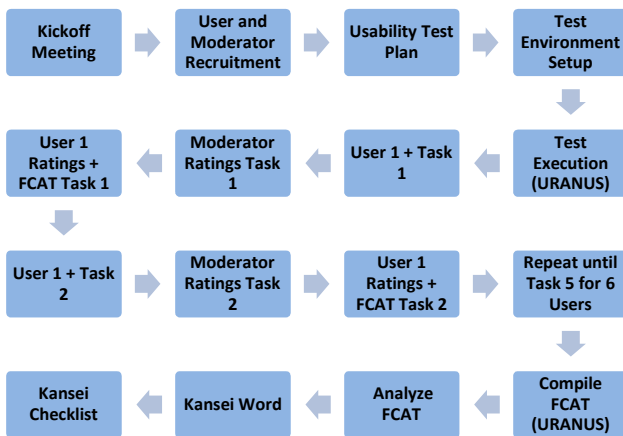 Kickoff
Meeting
User and
Moderator
Recruitment
Usability Test
Plan
Test
Environment
Setup
Test
Execution
(URANUS)
User 1 + Task
1
Moderator
Ratings Task
1
User 1
Ratings +
FCAT Task 1
User 1 + Task
2
Moderator
Ratings Task
2
User 1
Ratings +
FCAT Task 2
Repeat until
Task 5 for 6
Users
Compile
FCAT
(URANUS)
Analyze
FCAT
Kansei Word
Kansei
Checklist